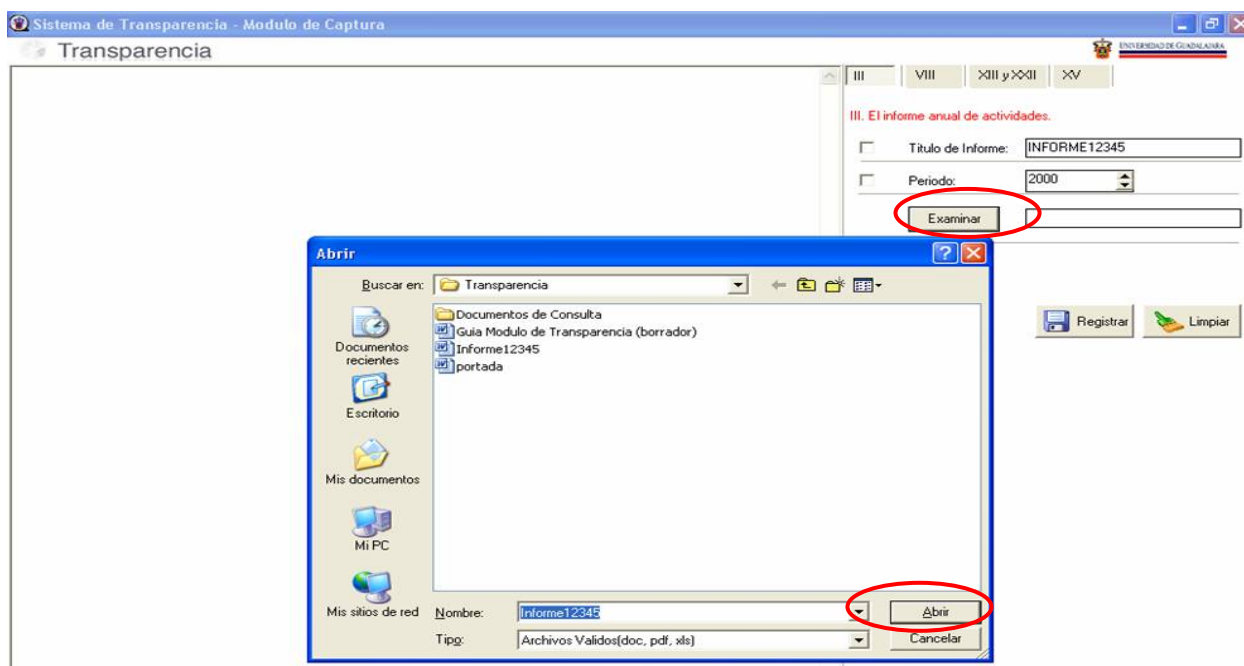 Sistema de Transparencia - Modulo de Captura
Transparencia
UNIVERSIDAD DE GUADALAJARA
III VIII XIII y XXII XV
III. El informe anual de actividades.
Titulo de Informe: INFORME12345
Periodo: 2000
Examinar
Abrir
Buscar en: Transparencia
Documentos de Consulta
Guia Modulo de Transparencia (borrador)
Informe12345
portada
Documentos recientes
Escritorio
Mis documentos
Mi PC
Mis sitios de red
Nombre: Informe12345 Abrir
Tipo: Archivos Validos(doc, pdf, xls) Cancelar
Registrar Limpiar